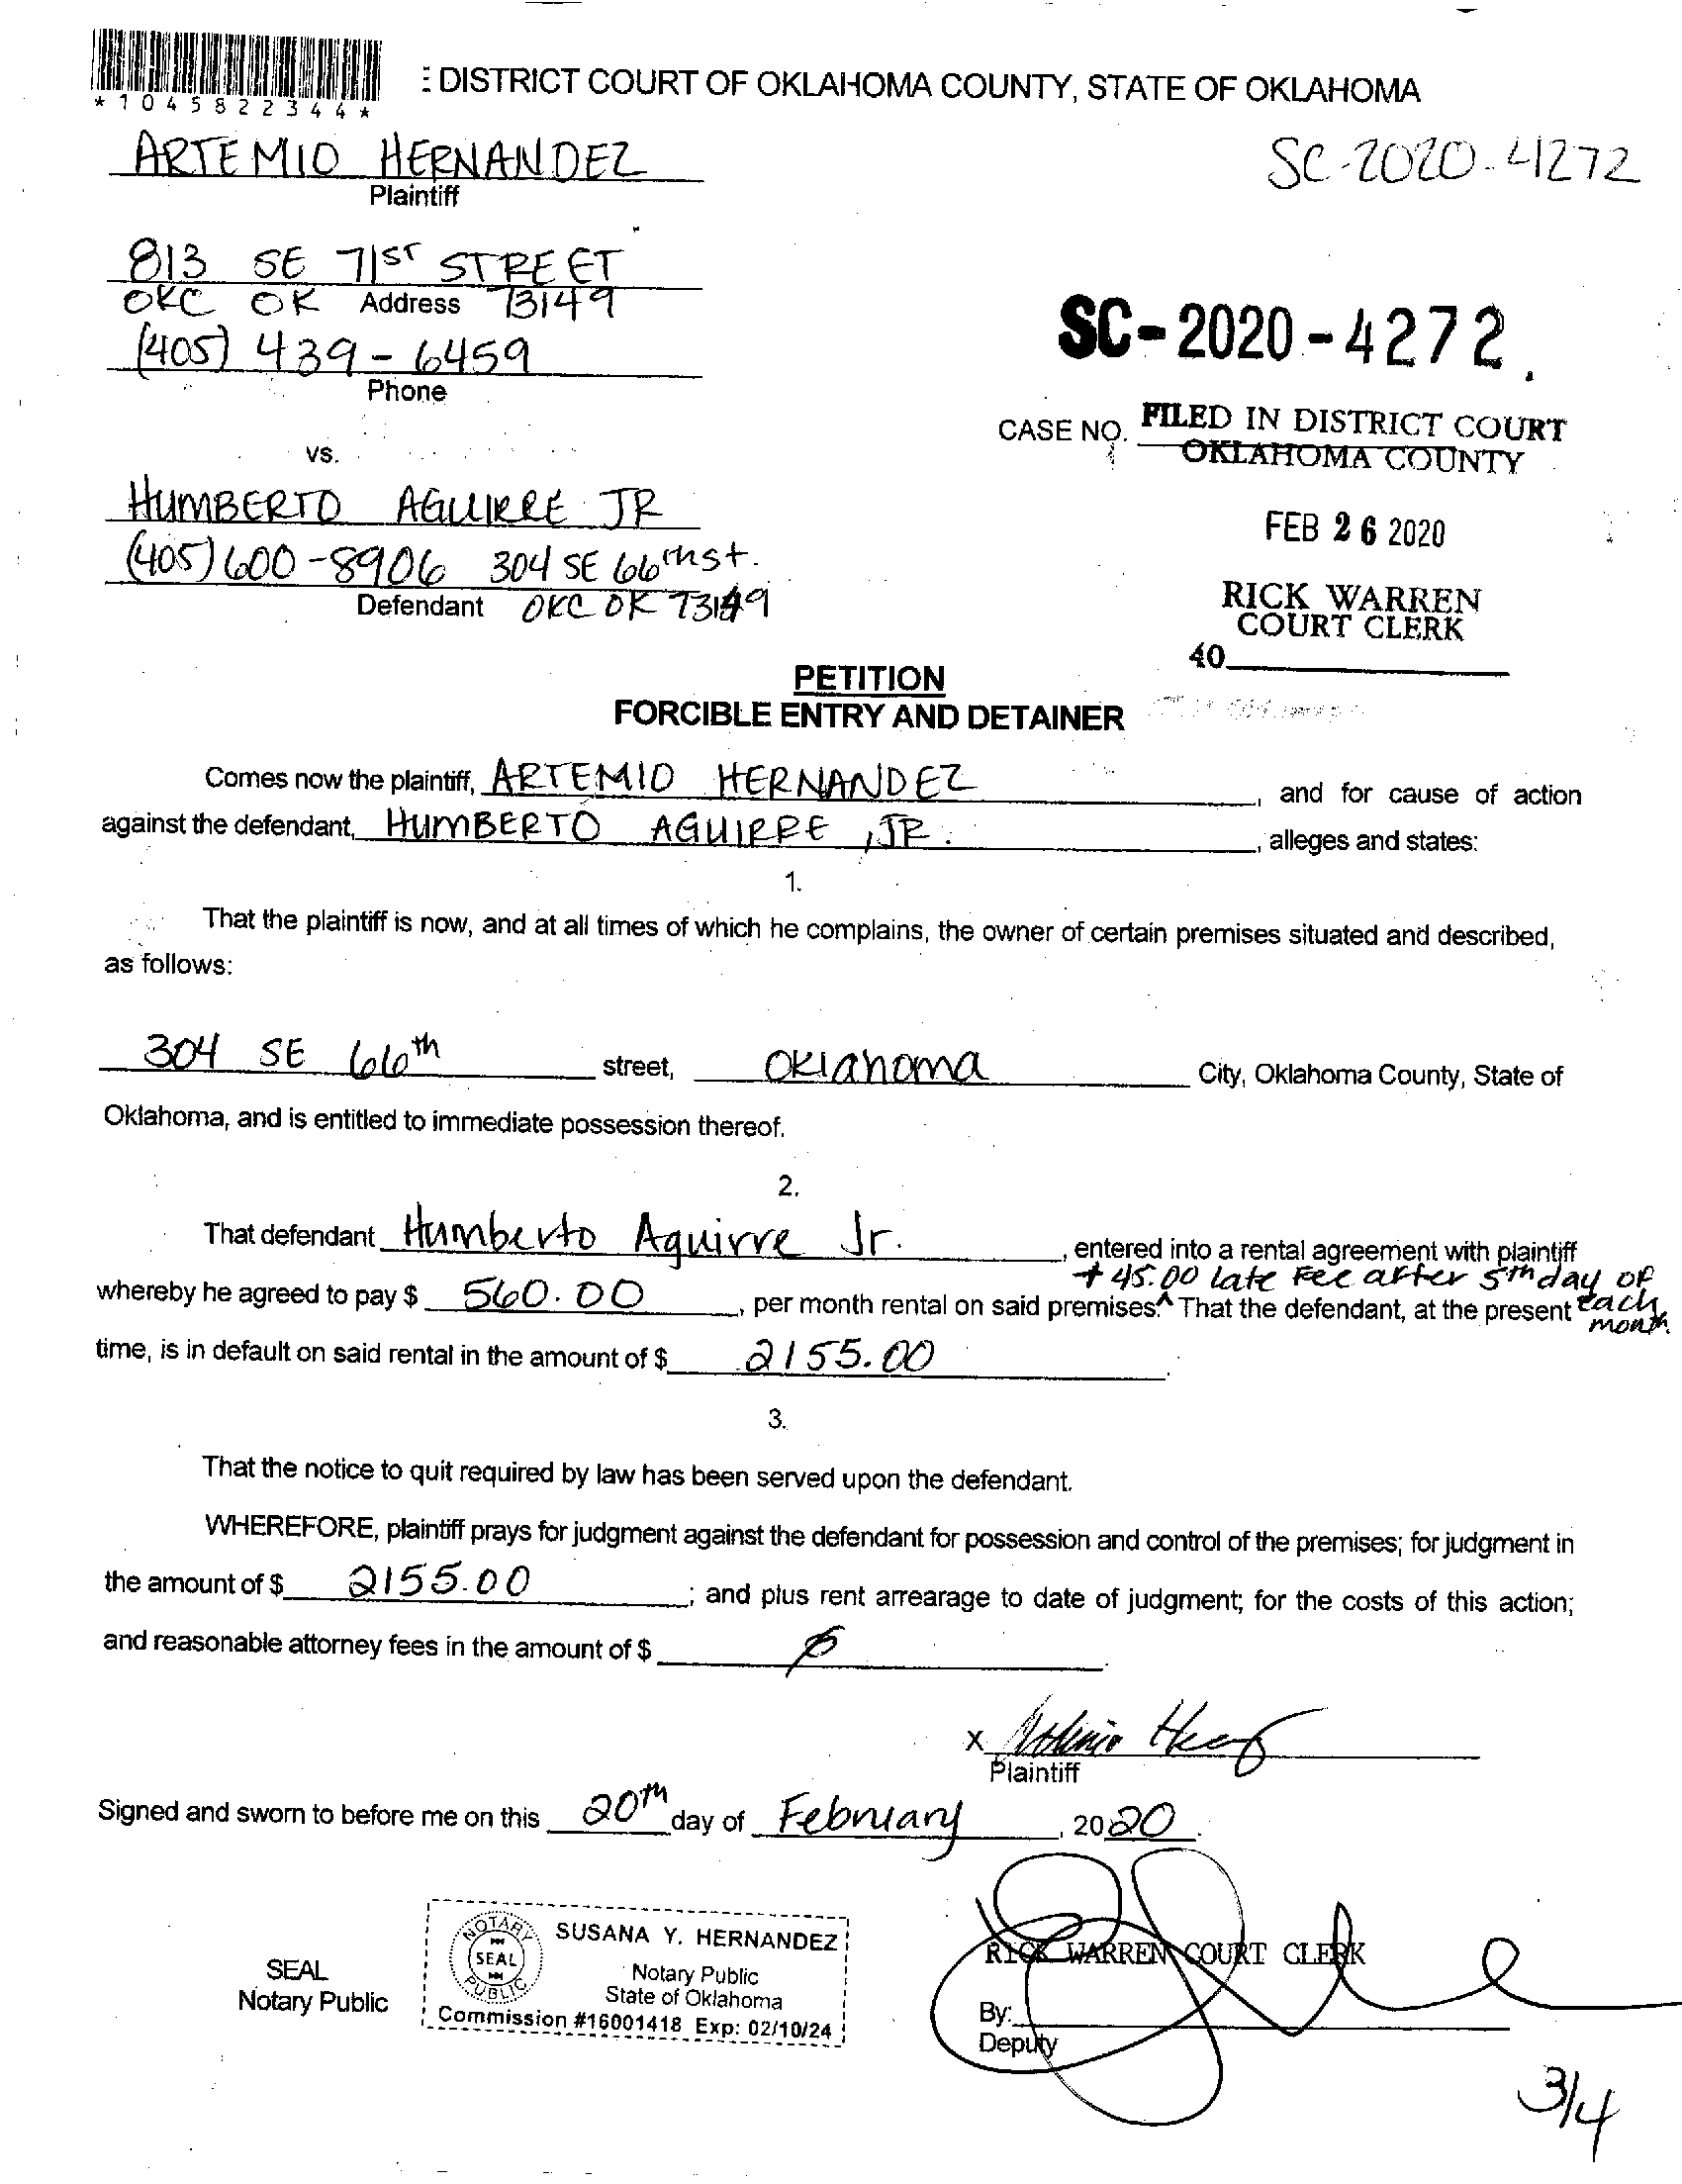 *1045822344*
DISTRICT COURT OF OKLAHOMA COUNTY, STATE OF OKLAHOMA
ARTEMIO HERNANDEZ
Plaintiff
SC-2020-4272
813 SE 71ST STREET
OKC OK Address 73149
(405) 439-6459
Phone
SC-2020-4272
CASE NO. FILED IN DISTRICT COURT
OKLAHOMA COUNTY
vs.
HUMBERTO AGUIRRE JR
FEB 26 2020
(405) 600-8906 304 SE 66th st.
Defendant OKC OK 73149
RICK WARREN
COURT CLERK
40
PETITION
FORCIBLE ENTRY AND DETAINER
Comes now the plaintiff, ARTEMIO HERNANDEZ, and for cause of action
against the defendant, HUMBERTO AGUIRRE, JR., alleges and states:
1.
That the plaintiff is now, and at all times of which he complains, the owner of certain premises situated and described,
as follows:
304 SE 66th street, Oklahoma City, Oklahoma County, State of
Oklahoma, and is entitled to immediate possession thereof.
2.
That defendant Humberto Aguirre Jr., entered into a rental agreement with plaintiff
+ 45.00 late Fee after 5th day of each month.
whereby he agreed to pay $ 560.00, per month rental on said premises.^ That the defendant, at the present
time, is in default on said rental in the amount of $ 2155.00.
3.
That the notice to quit required by law has been served upon the defendant.
WHEREFORE, plaintiff prays for judgment against the defendant for possession and control of the premises; for judgment in
the amount of $ 2155.00; and plus rent arrearage to date of judgment; for the costs of this action;
and reasonable attorney fees in the amount of $ Ø.
X
Plaintiff
Signed and sworn to before me on this 20th day of February, 2020.
SEAL
Notary Public
NOTARY SEAL PUBLIC
SUSANA Y. HERNANDEZ
Notary Public
State of Oklahoma
Commission #16001418 Exp: 02/10/24
RICK WARREN COURT CLERK
By:
Deputy
3/4